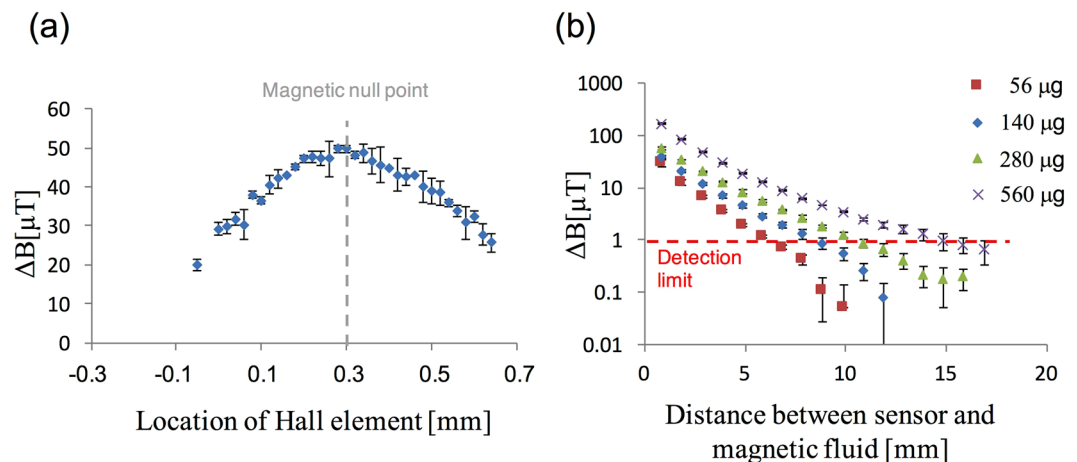 (a)
Magnetic null point
60
50
40
30
20
10
0
ΔB[μT]
-0.3
-0.1
0.1
0.3
0.5
0.7
Location of Hall element [mm]
(b)
1000
100
10
1
0.1
0.01
ΔB[μT]
56 μg
140 μg
280 μg
560 μg
Detection
limit
0
5
10
15
20
Distance between sensor and
magnetic fluid [mm]